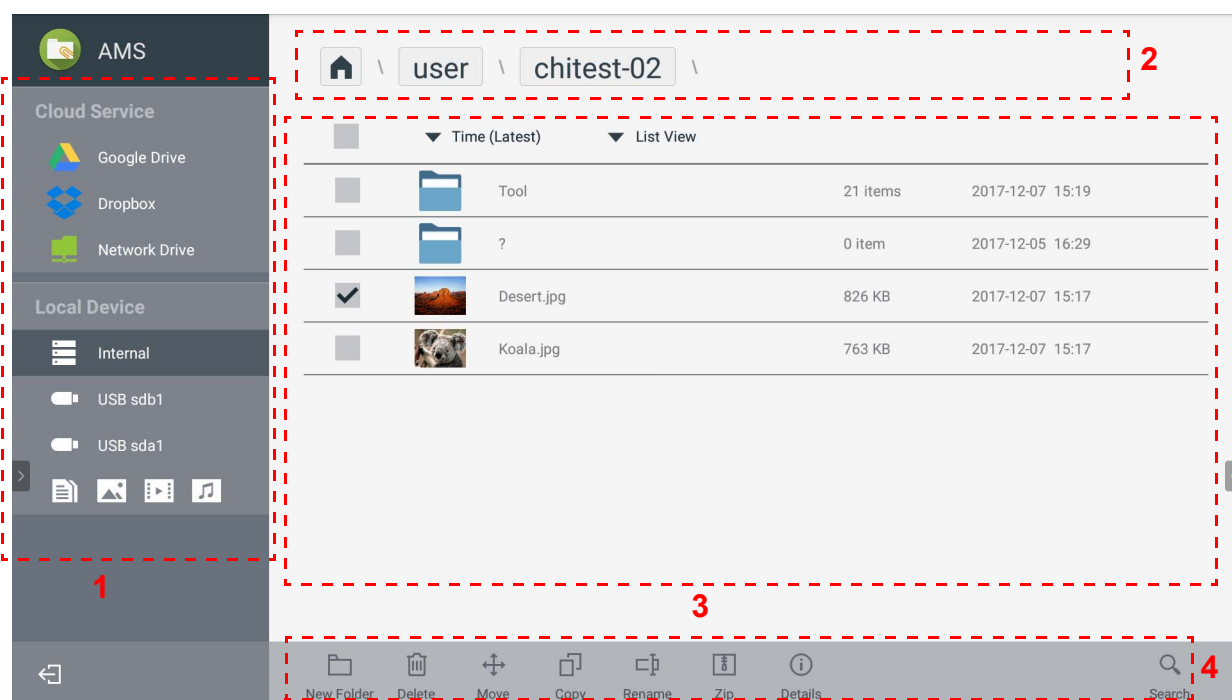 AMS
\ user \ chitest-02 \
2
Cloud Service
Google Drive
Dropbox
Network Drive
Local Device
Internal
USB sdb1
USB sda1
1
Time (Latest) List View
Tool 21 items 2017-12-07 15:19
? 0 item 2017-12-05 16:29
Desert.jpg 826 KB 2017-12-07 15:17
Koala.jpg 763 KB 2017-12-07 15:17
3
New Folder Delete Move Copy Rename Zip Details Search
4